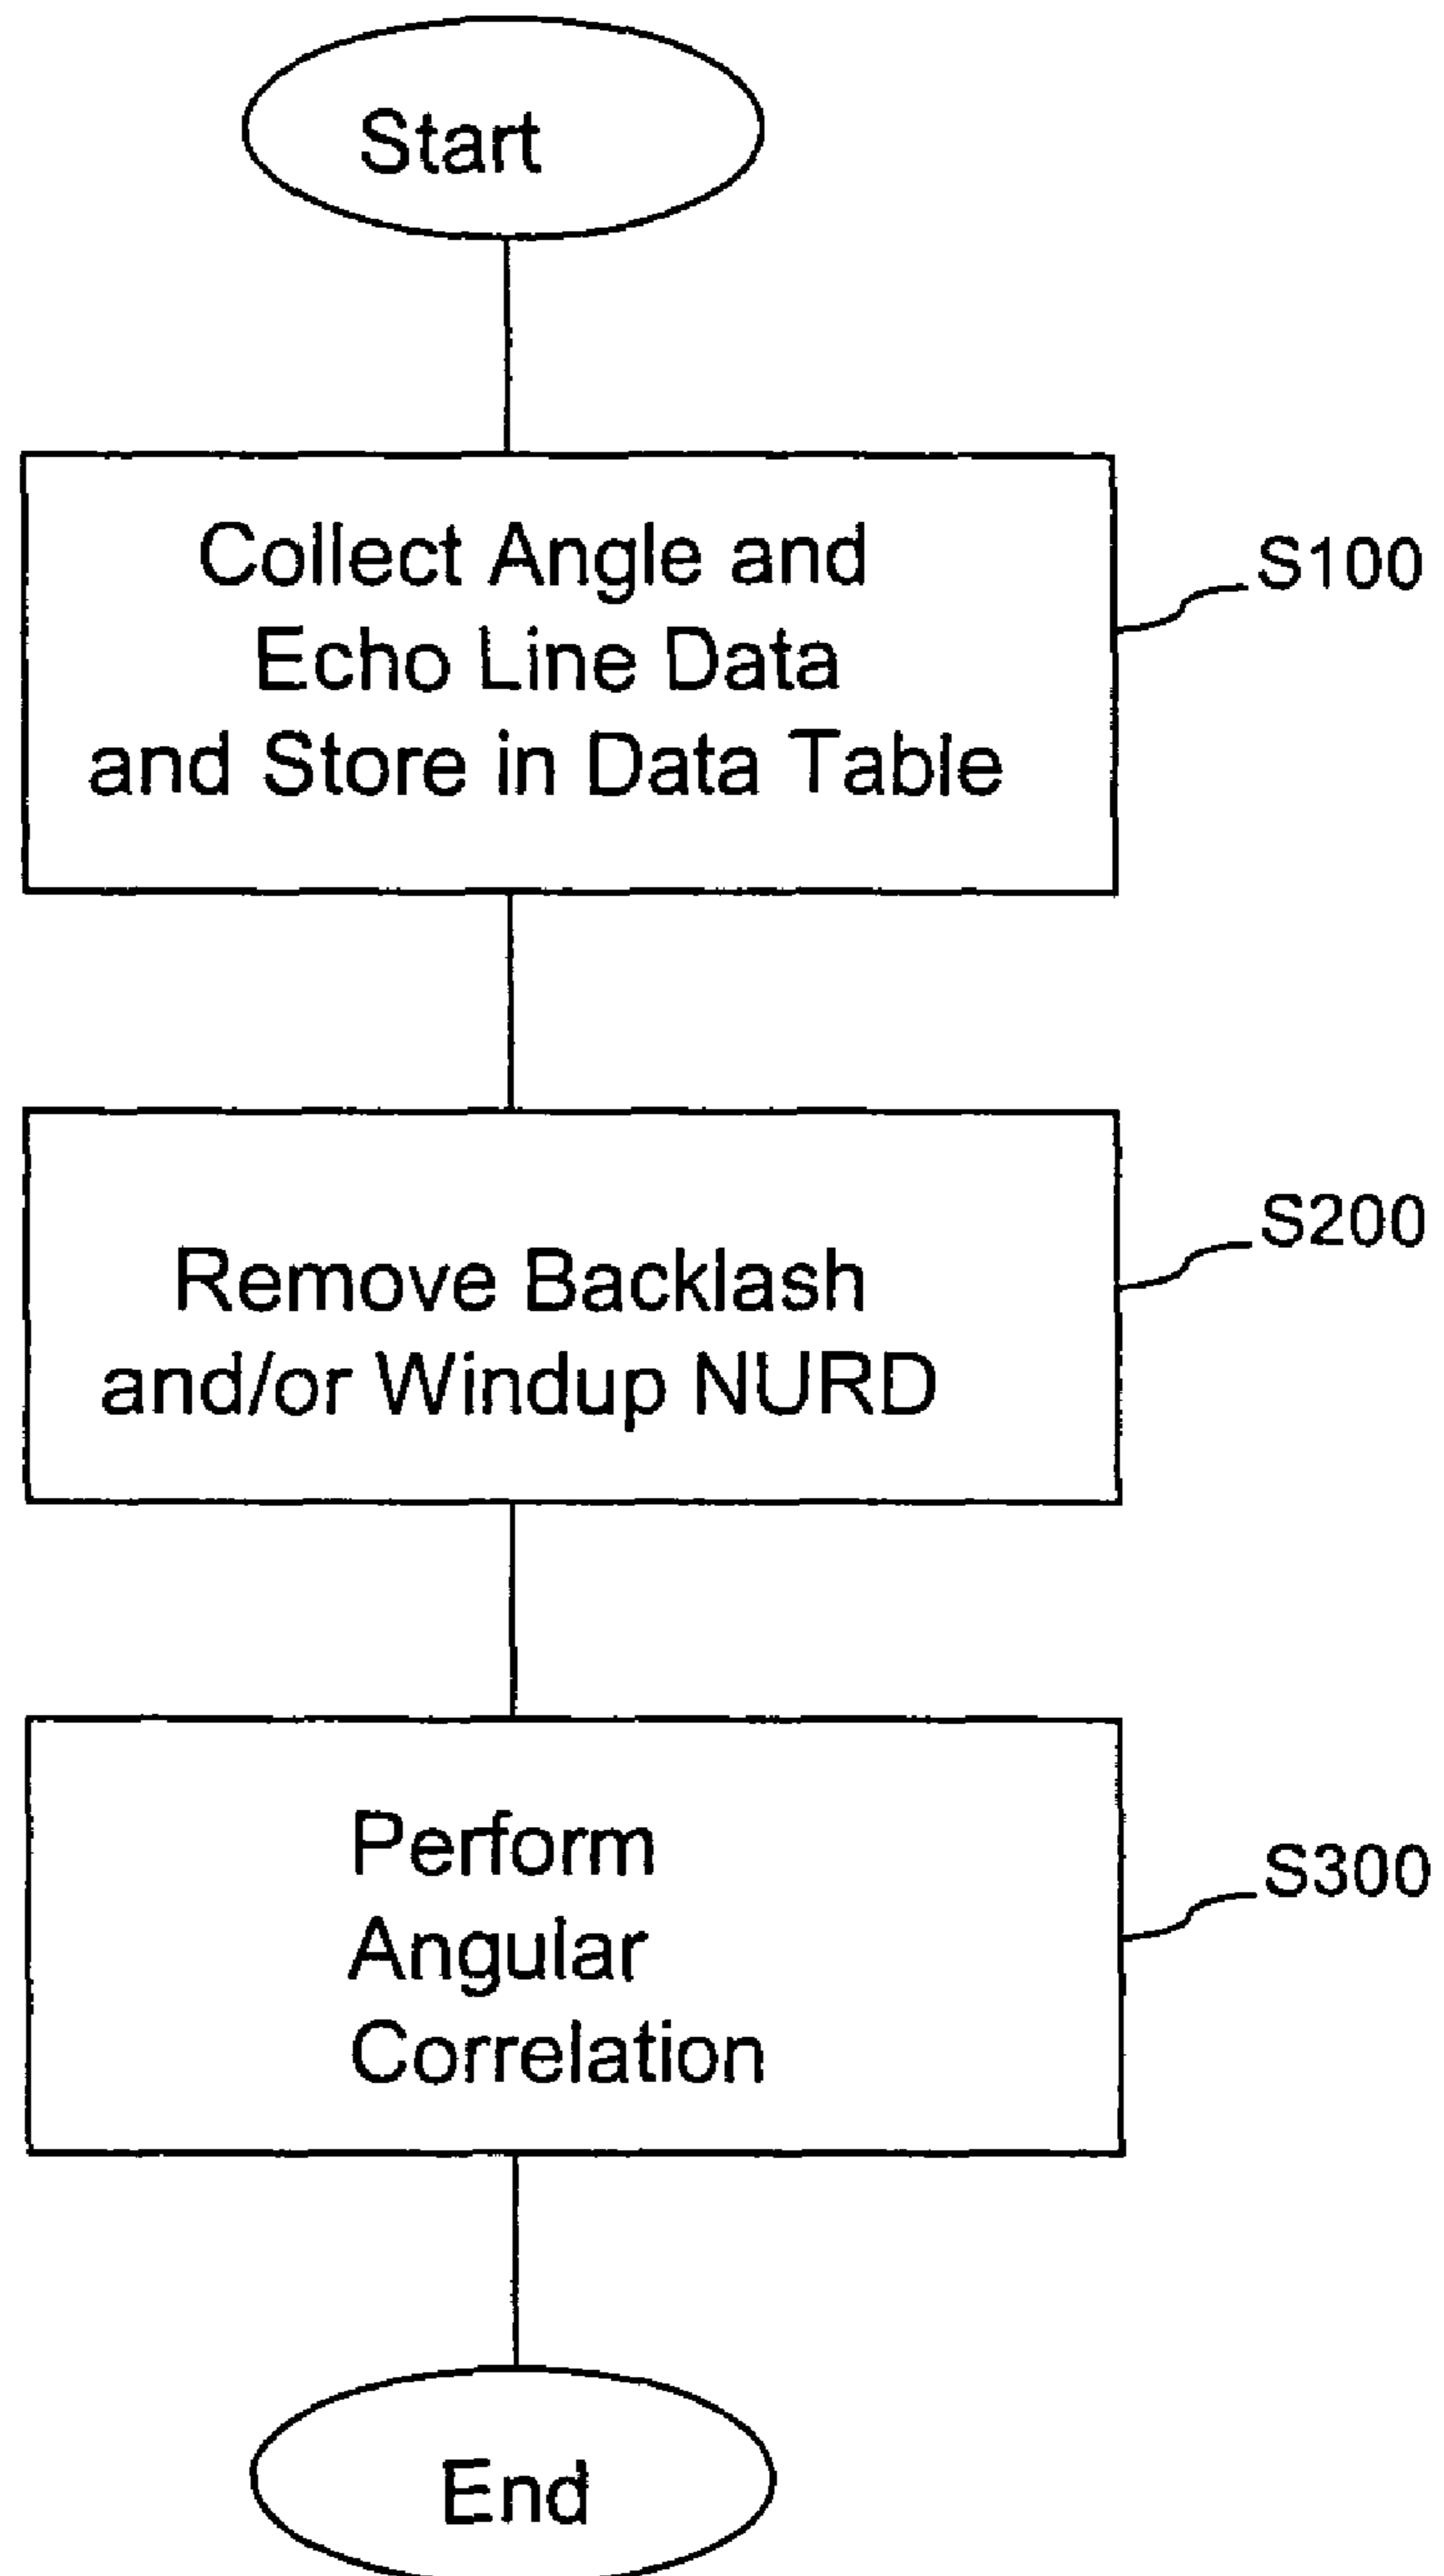 Start
Collect Angle and
Echo Line Data
and Store in Data Table
S100
Remove Backlash
and/or Windup NURD
S200
Perform
Angular
Correlation
S300
End